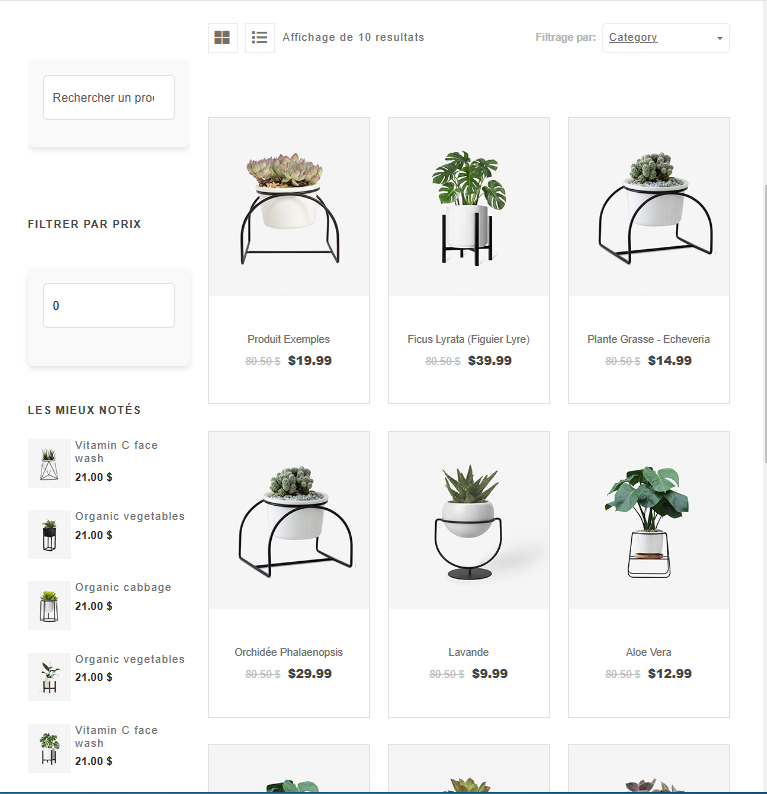 Affichage de 10 resultats
Filtrage par: Category
Rechercher un pro
FILTRER PAR PRIX
0
LES MIEUX NOTÉS
Vitamin C face
wash
21.00 $
Organic vegetables
21.00 $
Organic cabbage
21.00 $
Organic vegetables
21.00 $
Vitamin C face
wash
21.00 $
Produit Exemples
80.50 $ $19.99
Ficus Lyrata (Figuier Lyre)
80.50 $ $39.99
Plante Grasse - Echeveria
80.50 $ $14.99
Orchidée Phalaenopsis
80.50 $ $29.99
Lavande
80.50 $ $9.99
Aloe Vera
80.50 $ $12.99